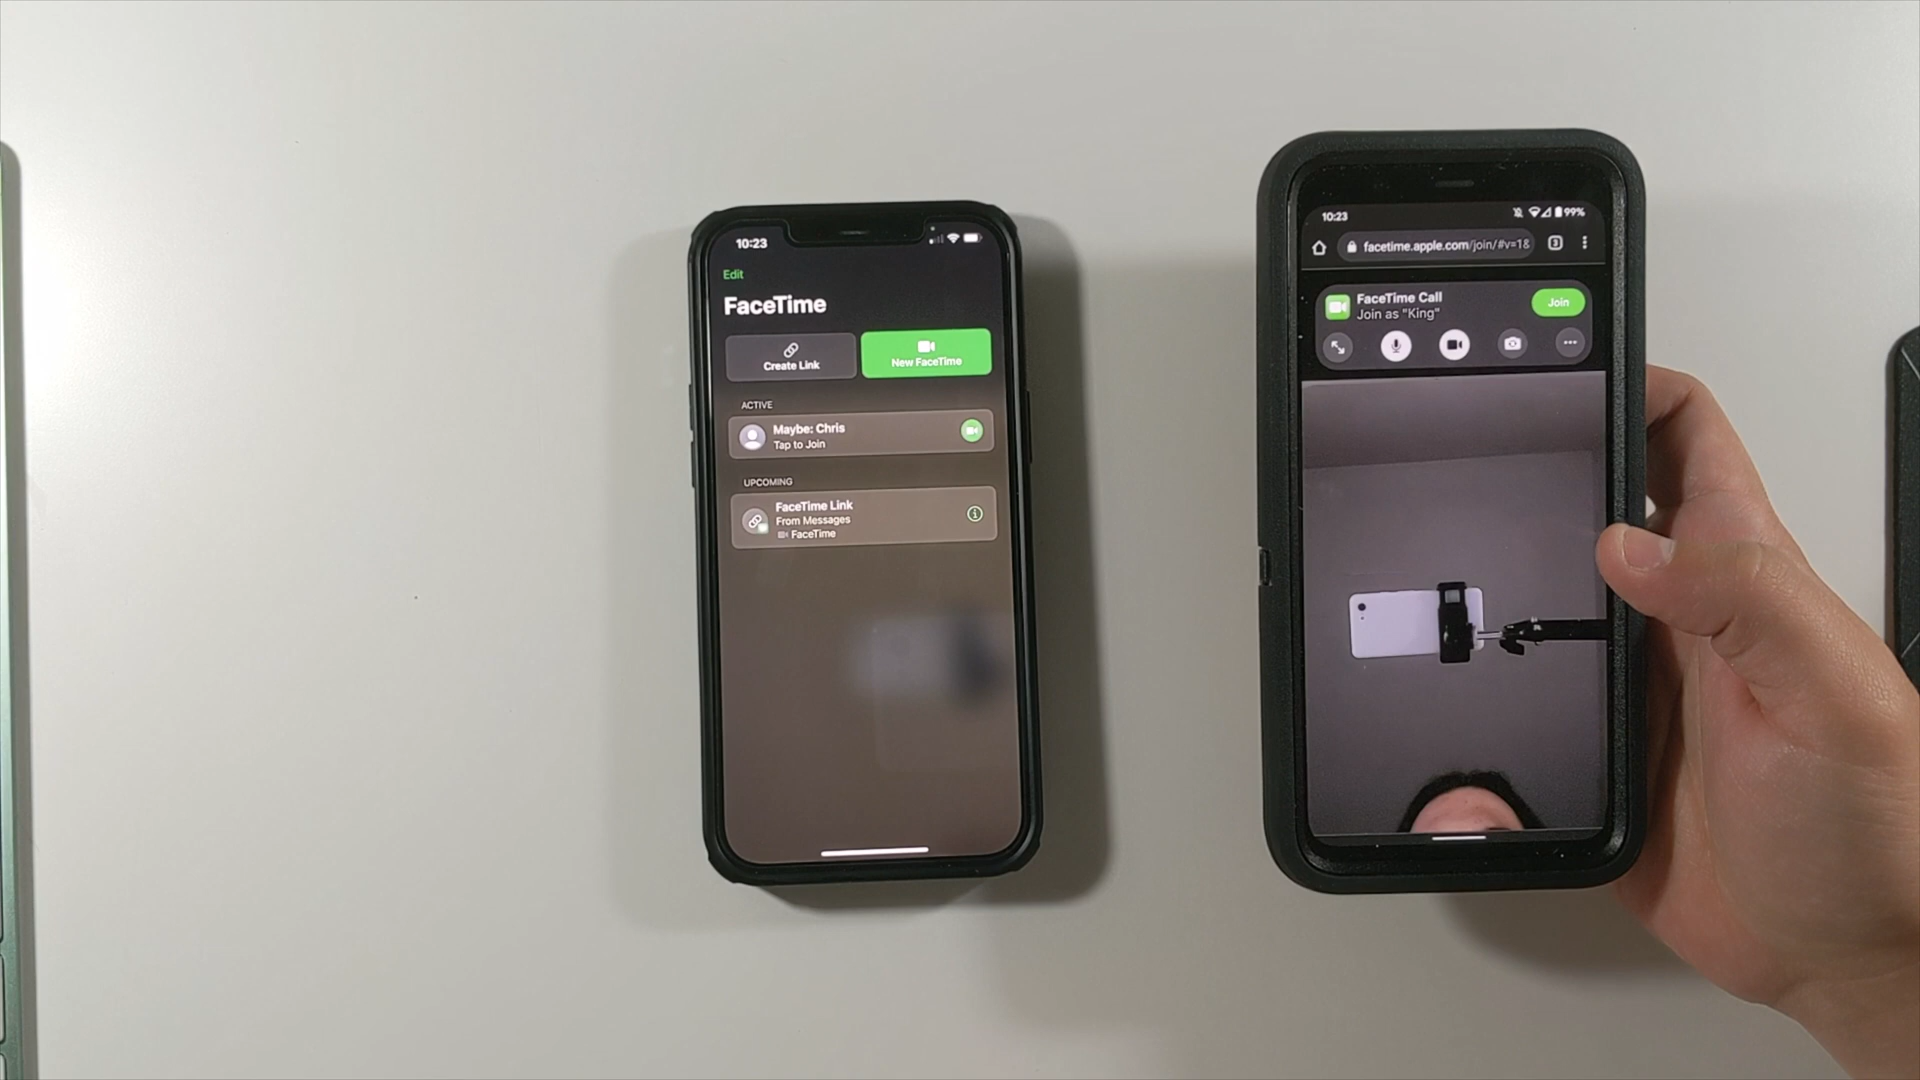 10:23
Edit
FaceTime
Create Link
New FaceTime
ACTIVE
Maybe: Chris
Tap to Join
UPCOMING
FaceTime Link
From Messages
FaceTime
10:23
99%
facetime.apple.com/join/#v=1&
3
FaceTime Call
Join as "King"
Join